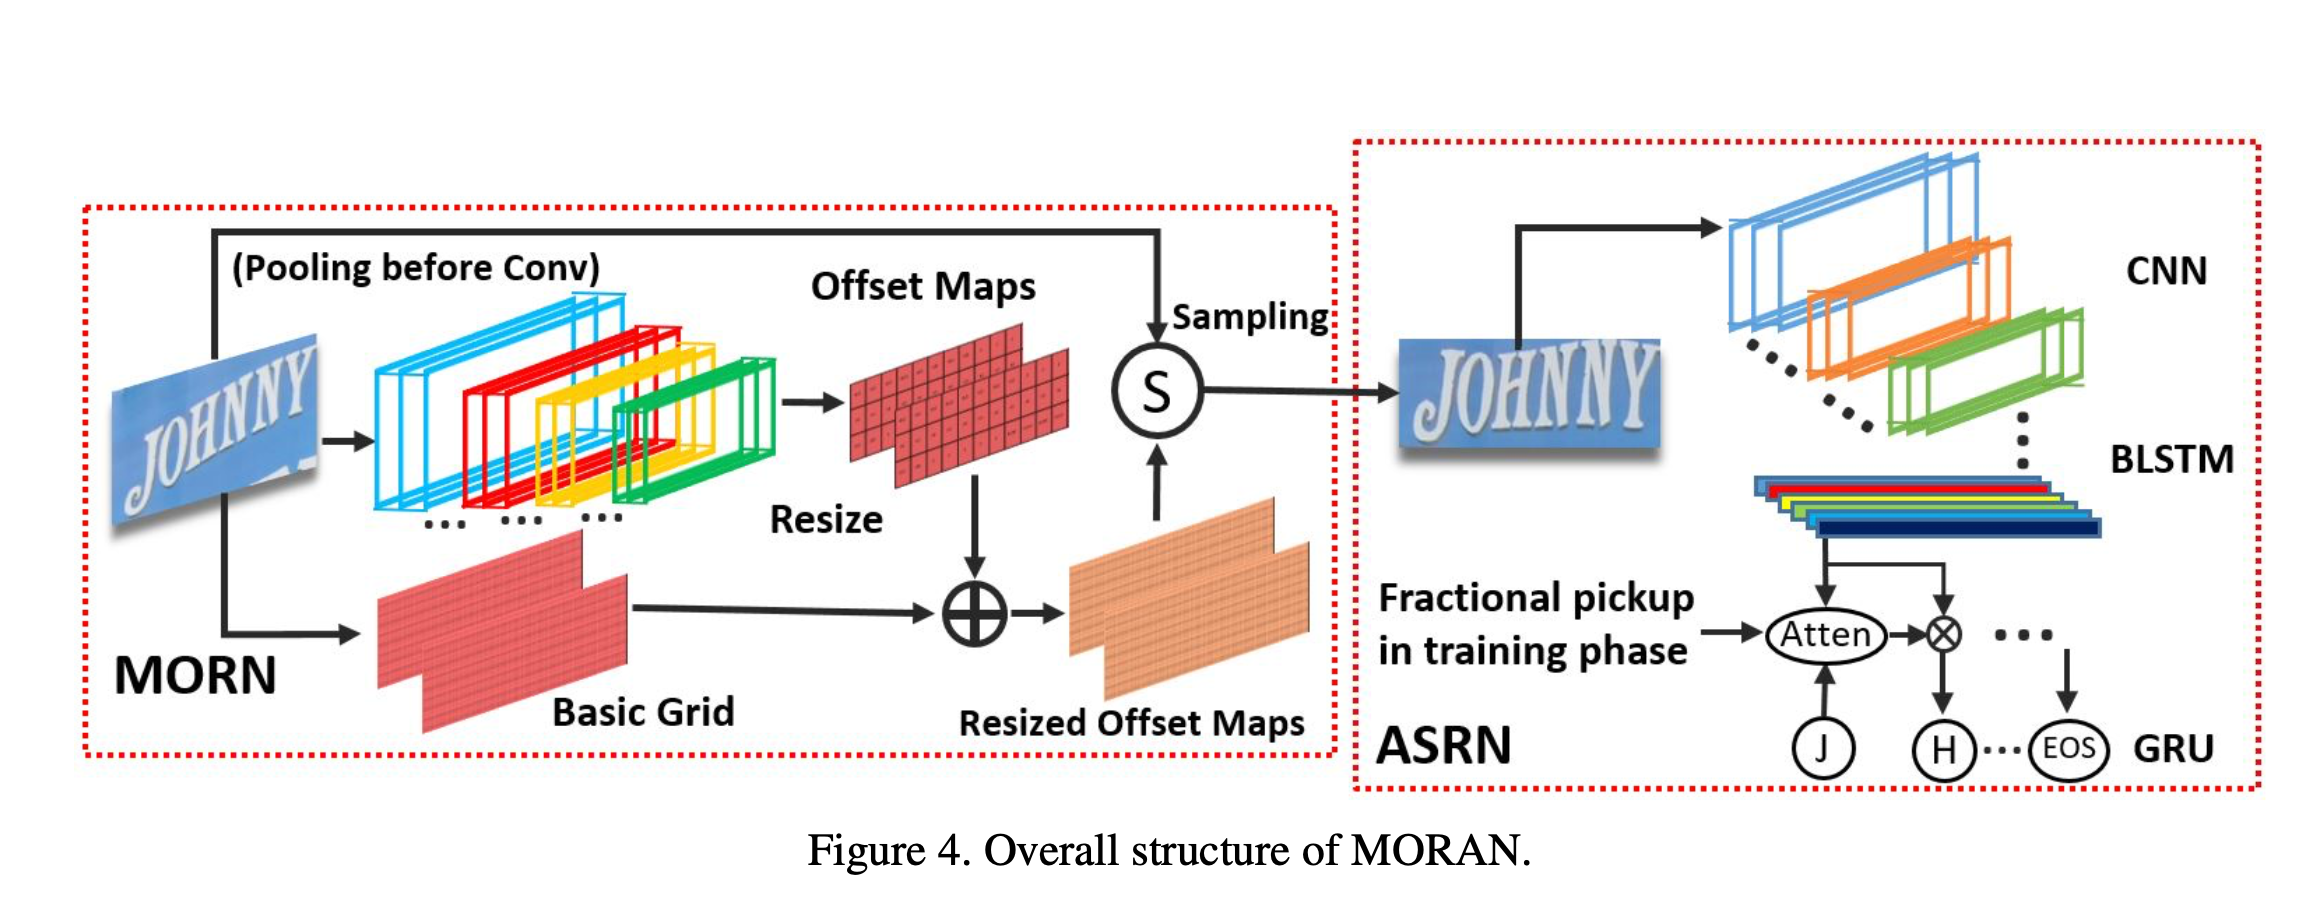 (Pooling before Conv)
Offset Maps
Sampling
JOHNNY
S
Resize
MORN
Basic Grid
Resized Offset Maps
JOHNNY
CNN
BLSTM
Fractional pickup
in training phase
Atten
ASRN
J
H
EOS
GRU
Figure 4. Overall structure of MORAN.